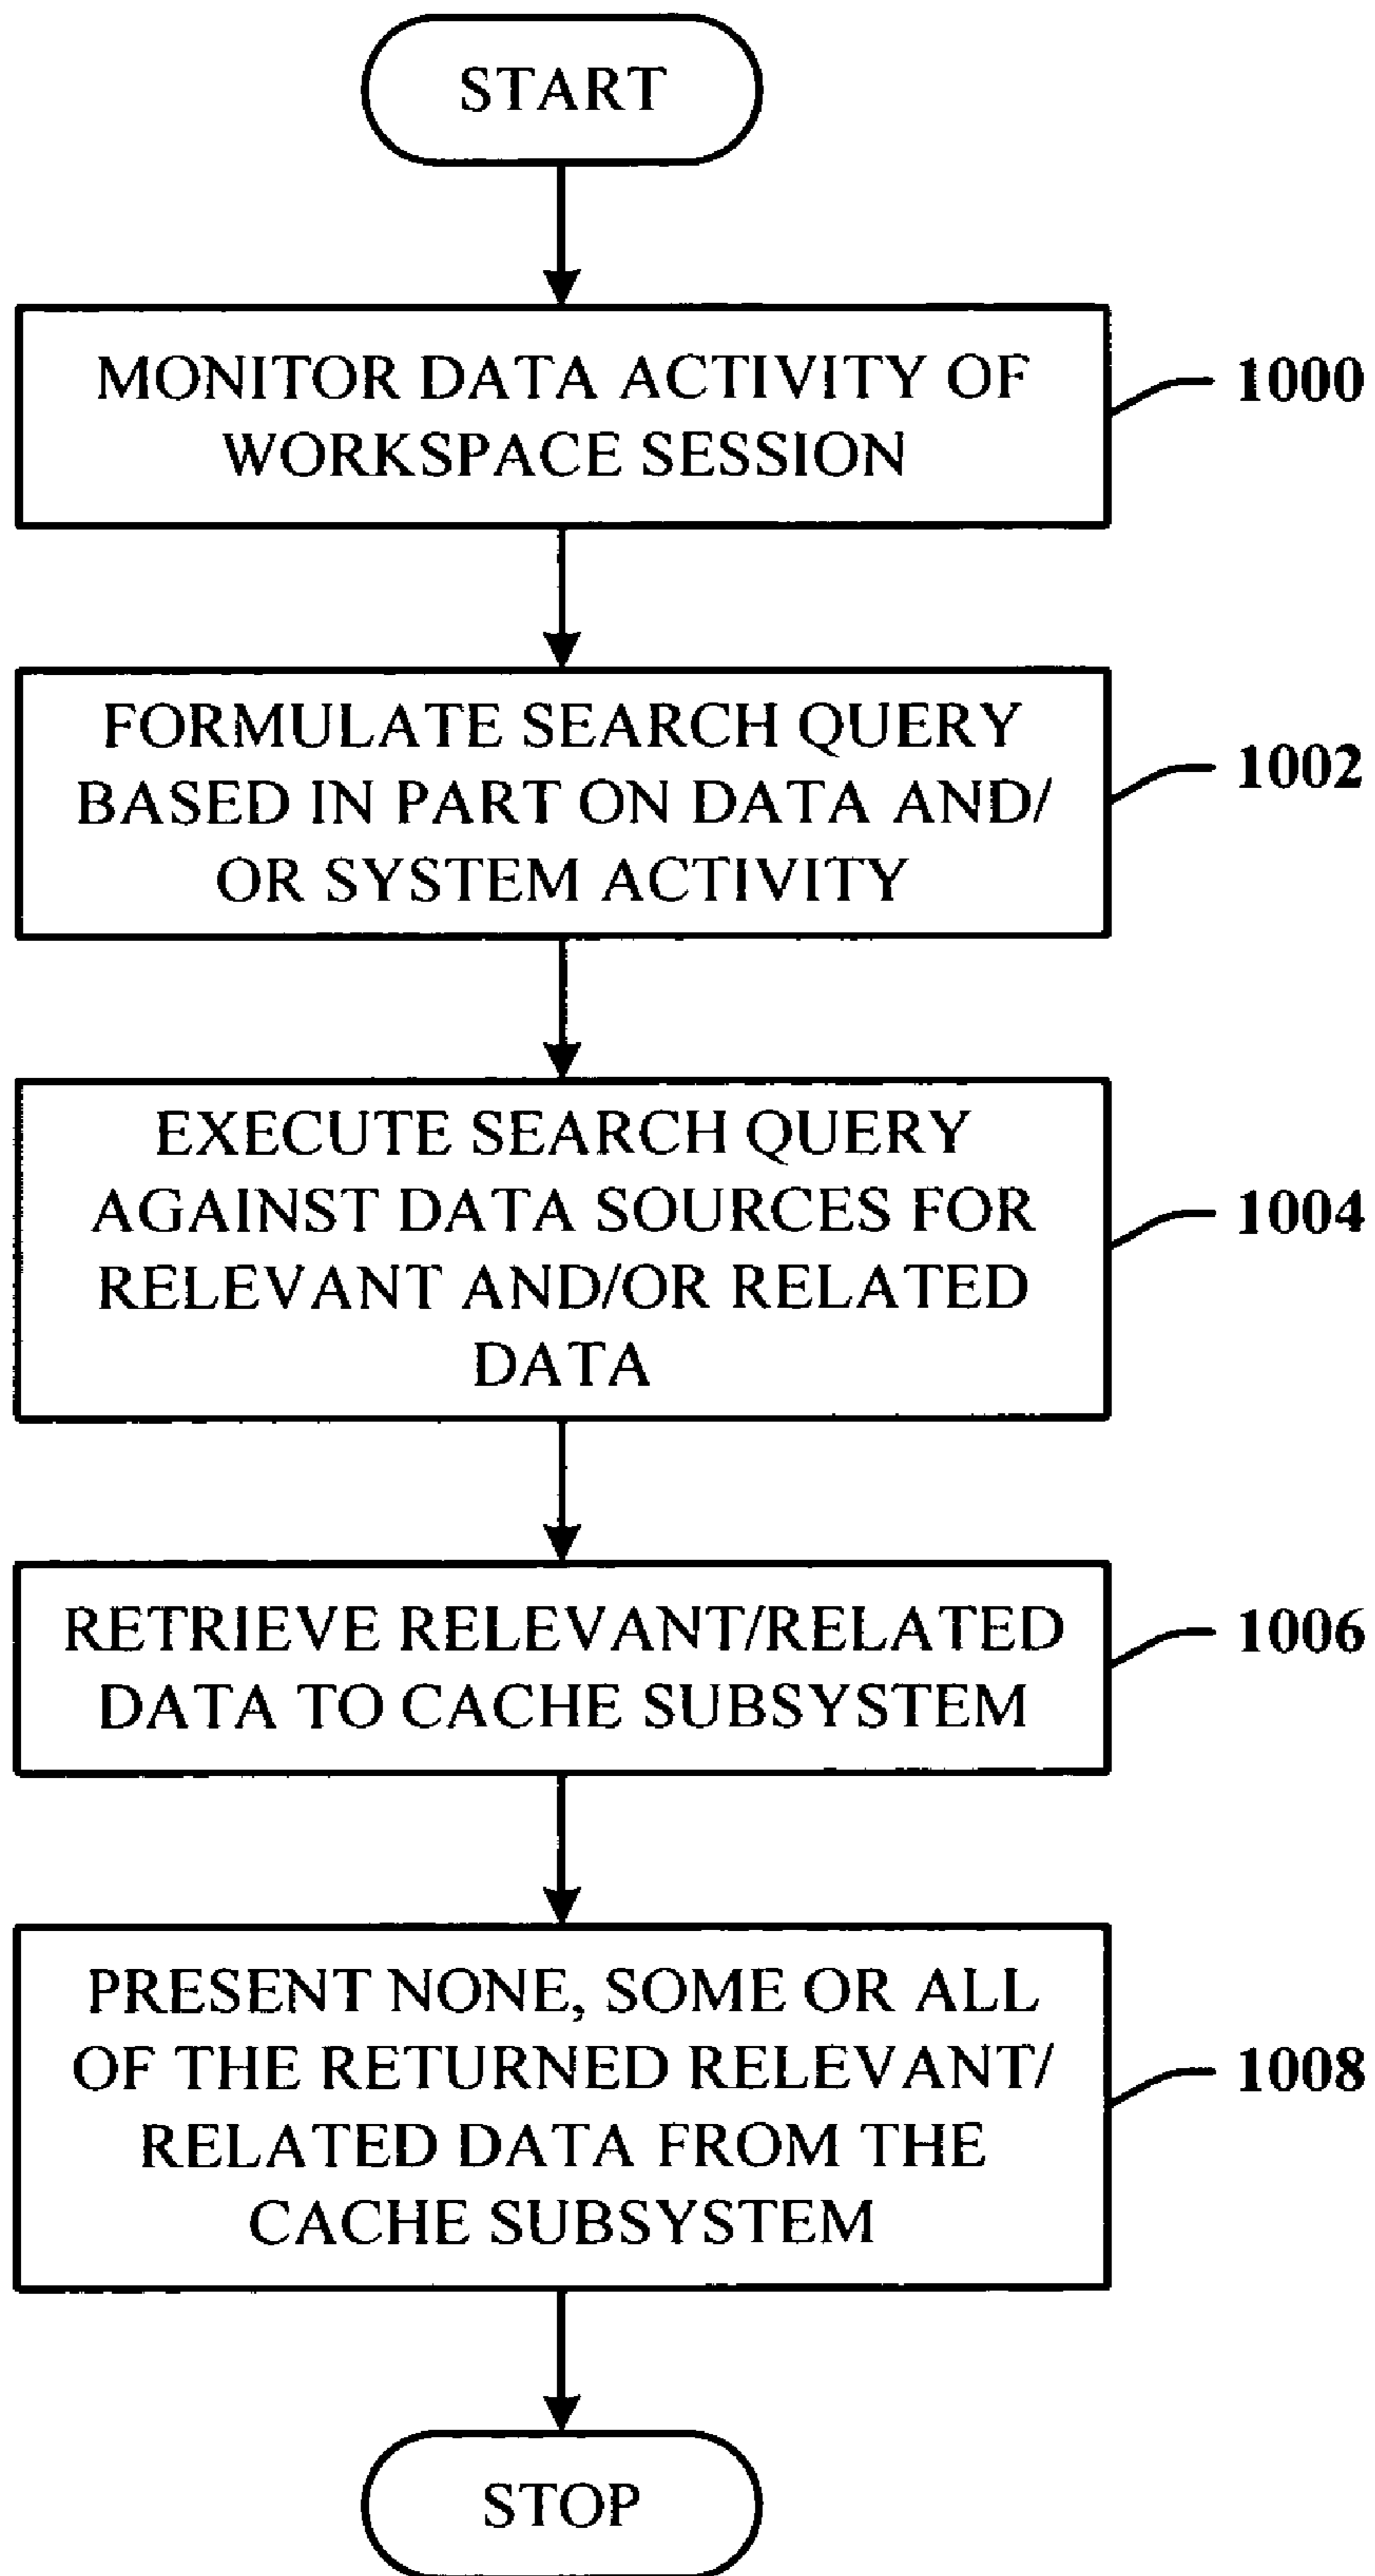 START
MONITOR DATA ACTIVITY OF
WORKSPACE SESSION
1000
FORMULATE SEARCH QUERY
BASED IN PART ON DATA AND/
OR SYSTEM ACTIVITY
1002
EXECUTE SEARCH QUERY
AGAINST DATA SOURCES FOR
RELEVANT AND/OR RELATED
DATA
1004
RETRIEVE RELEVANT/RELATED
DATA TO CACHE SUBSYSTEM
1006
PRESENT NONE, SOME OR ALL
OF THE RETURNED RELEVANT/
RELATED DATA FROM THE
CACHE SUBSYSTEM
1008
STOP